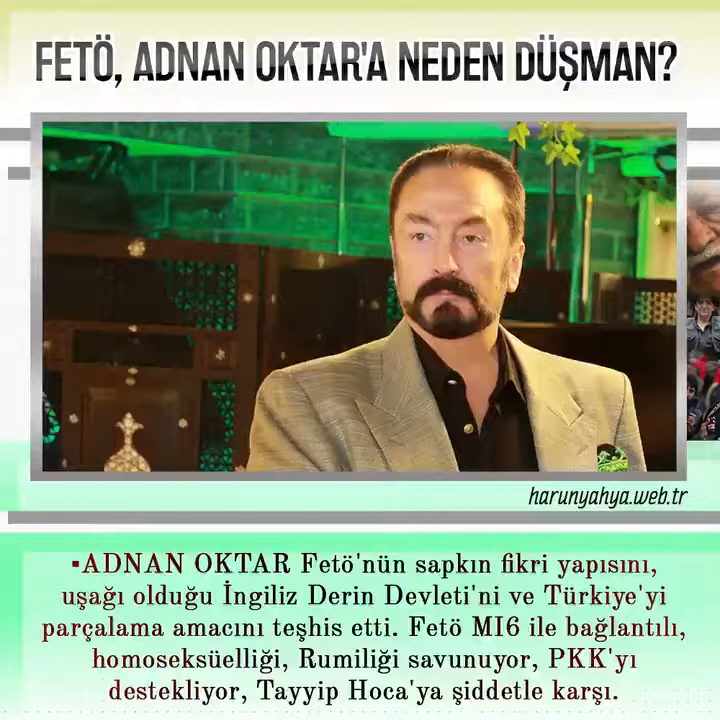 FETÖ, ADNAN OKTAR'A NEDEN DÜŞMAN?
harunyahya.web.tr
▪ADNAN OKTAR Fetö'nün sapkın fikri yapısını,
uşağı olduğu İngiliz Derin Devleti'ni ve Türkiye'yi
parçalama amacını teşhis etti. Fetö MI6 ile bağlantılı,
homoseksüelliği, Rumiliği savunuyor, PKK'yı
destekliyor, Tayyip Hoca'ya şiddetle karşı.